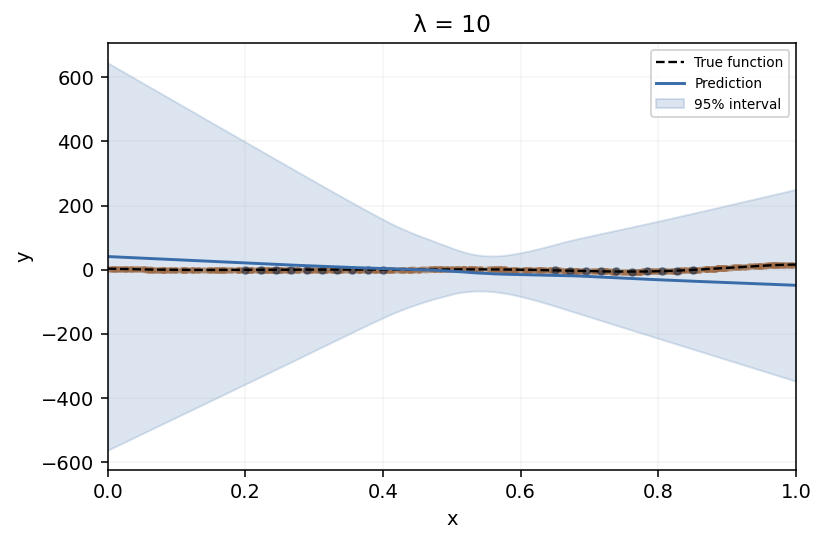 λ = 10
True function
Prediction
95% interval
y
600
400
200
0
−200
−400
−600
0.0 0.2 0.4 0.6 0.8 1.0
x